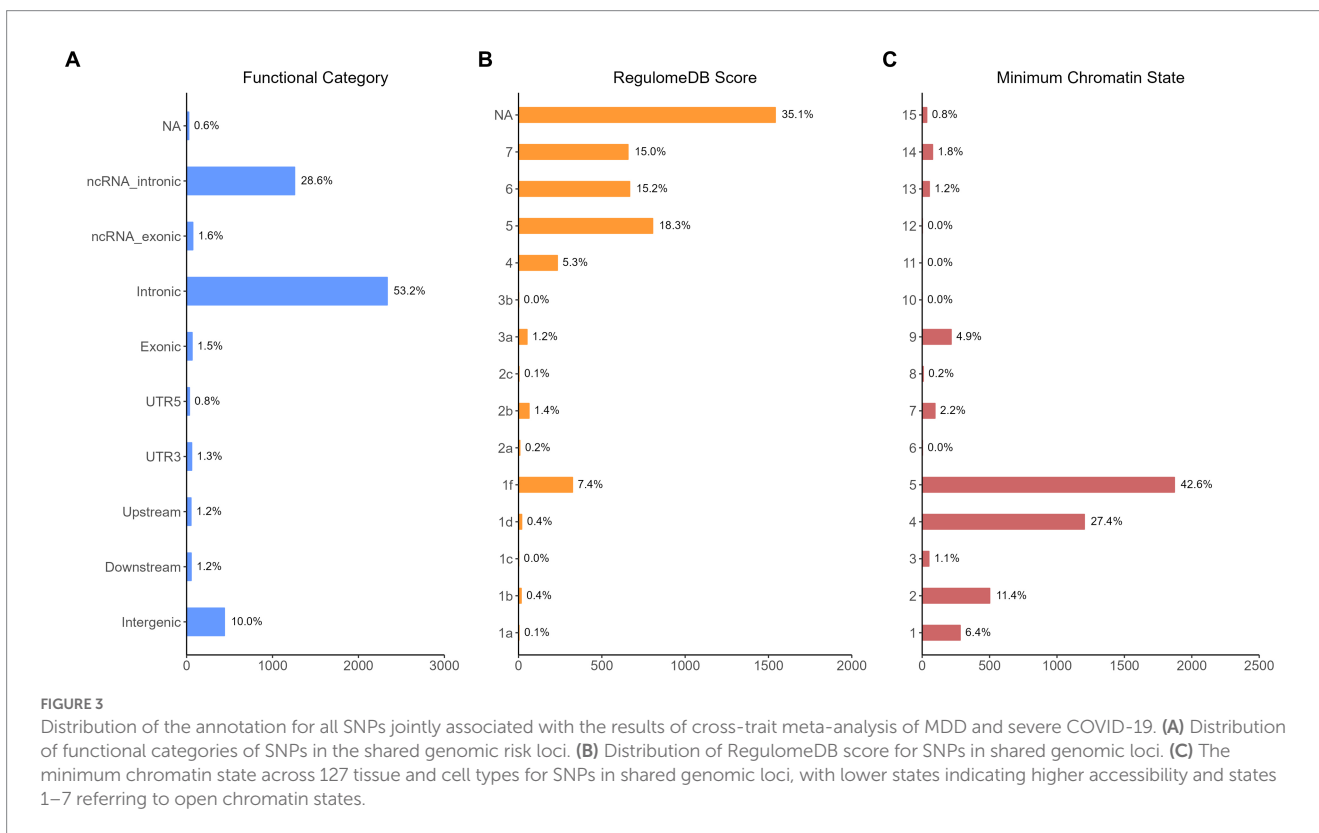 A
Functional Category
NA
0.6%
ncRNA_intronic
28.6%
ncRNA_exonic
1.6%
Intronic
53.2%
Exonic
1.5%
UTR5
0.8%
UTR3
1.3%
Upstream
1.2%
Downstream
1.2%
Intergenic
10.0%
0 1000 2000 3000
B
RegulomeDB Score
NA
35.1%
7
15.0%
6
15.2%
5
18.3%
4
5.3%
3b
0.0%
3a
1.2%
2c
0.1%
2b
1.4%
2a
0.2%
1f
7.4%
1d
0.4%
1c
0.0%
1b
0.4%
1a
0.1%
0 500 1000 1500 2000
C
Minimum Chromatin State
15
0.8%
14
1.8%
13
1.2%
12
0.0%
11
0.0%
10
0.0%
9
4.9%
8
0.2%
7
2.2%
6
0.0%
5
42.6%
4
27.4%
3
1.1%
2
11.4%
1
6.4%
0 500 1000 1500 2000 2500
FIGURE 3
Distribution of the annotation for all SNPs jointly associated with the results of cross-trait meta-analysis of MDD and severe COVID-19. (A) Distribution
of functional categories of SNPs in the shared genomic risk loci. (B) Distribution of RegulomeDB score for SNPs in shared genomic loci. (C) The
minimum chromatin state across 127 tissue and cell types for SNPs in shared genomic loci, with lower states indicating higher accessibility and states
1–7 referring to open chromatin states.